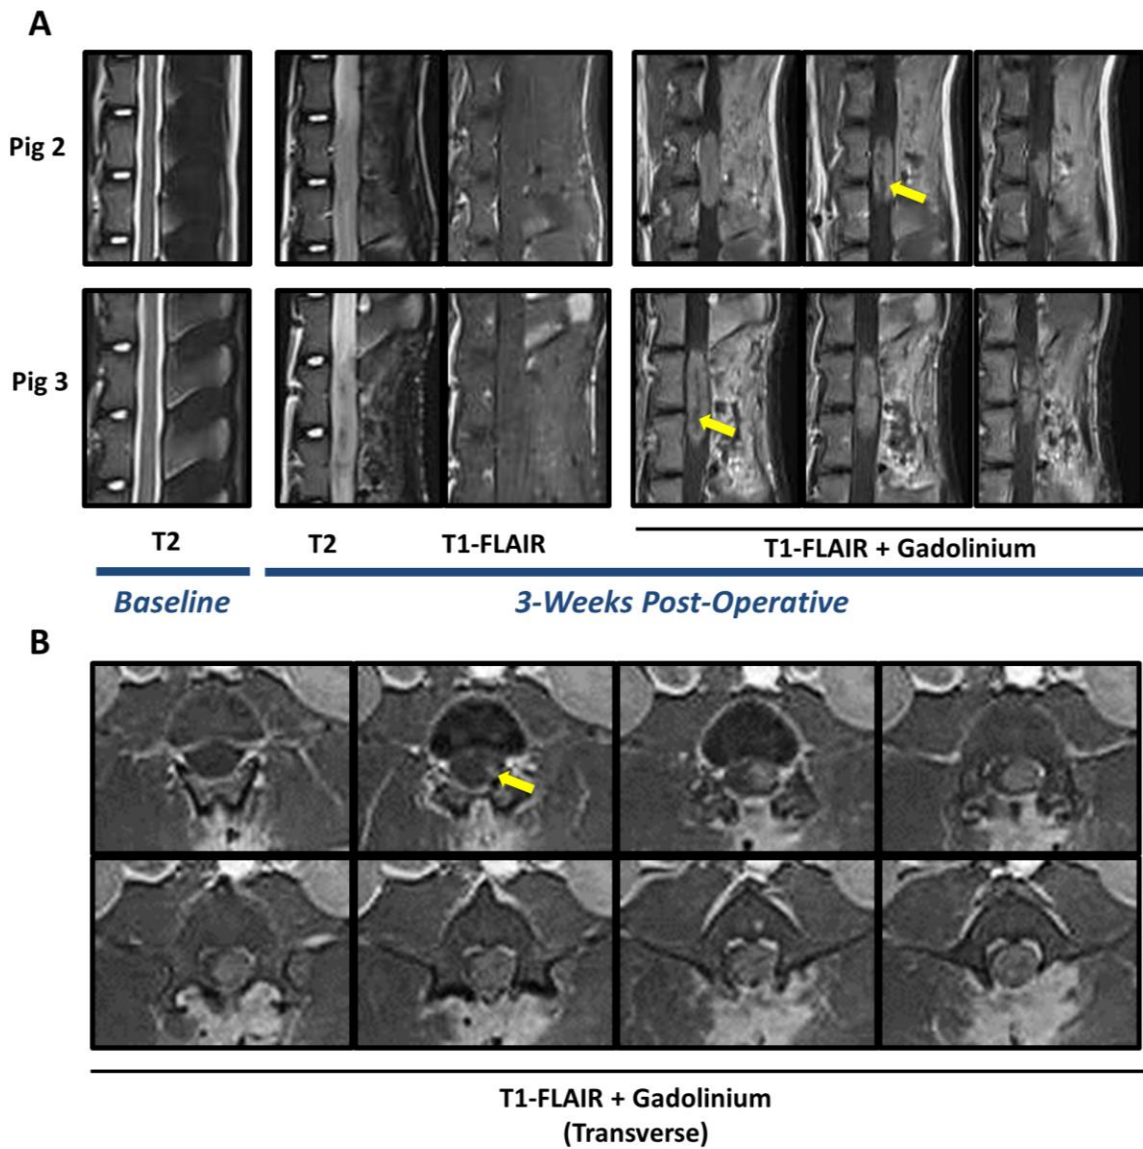 A
Pig 2
Pig 3
T2
T2
T1-FLAIR
T1-FLAIR + Gadolinium
Baseline
3-Weeks Post-Operative
B
T1-FLAIR + Gadolinium
(Transverse)